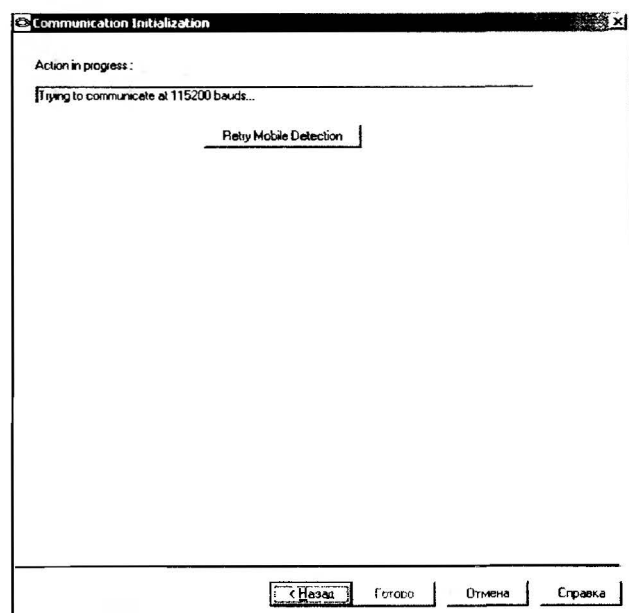 Communication Initialization
Action in progress :
Trying to communicate at 115200 bauds...
Retry Mobile Detection
< Назад Готово Отмена Справка